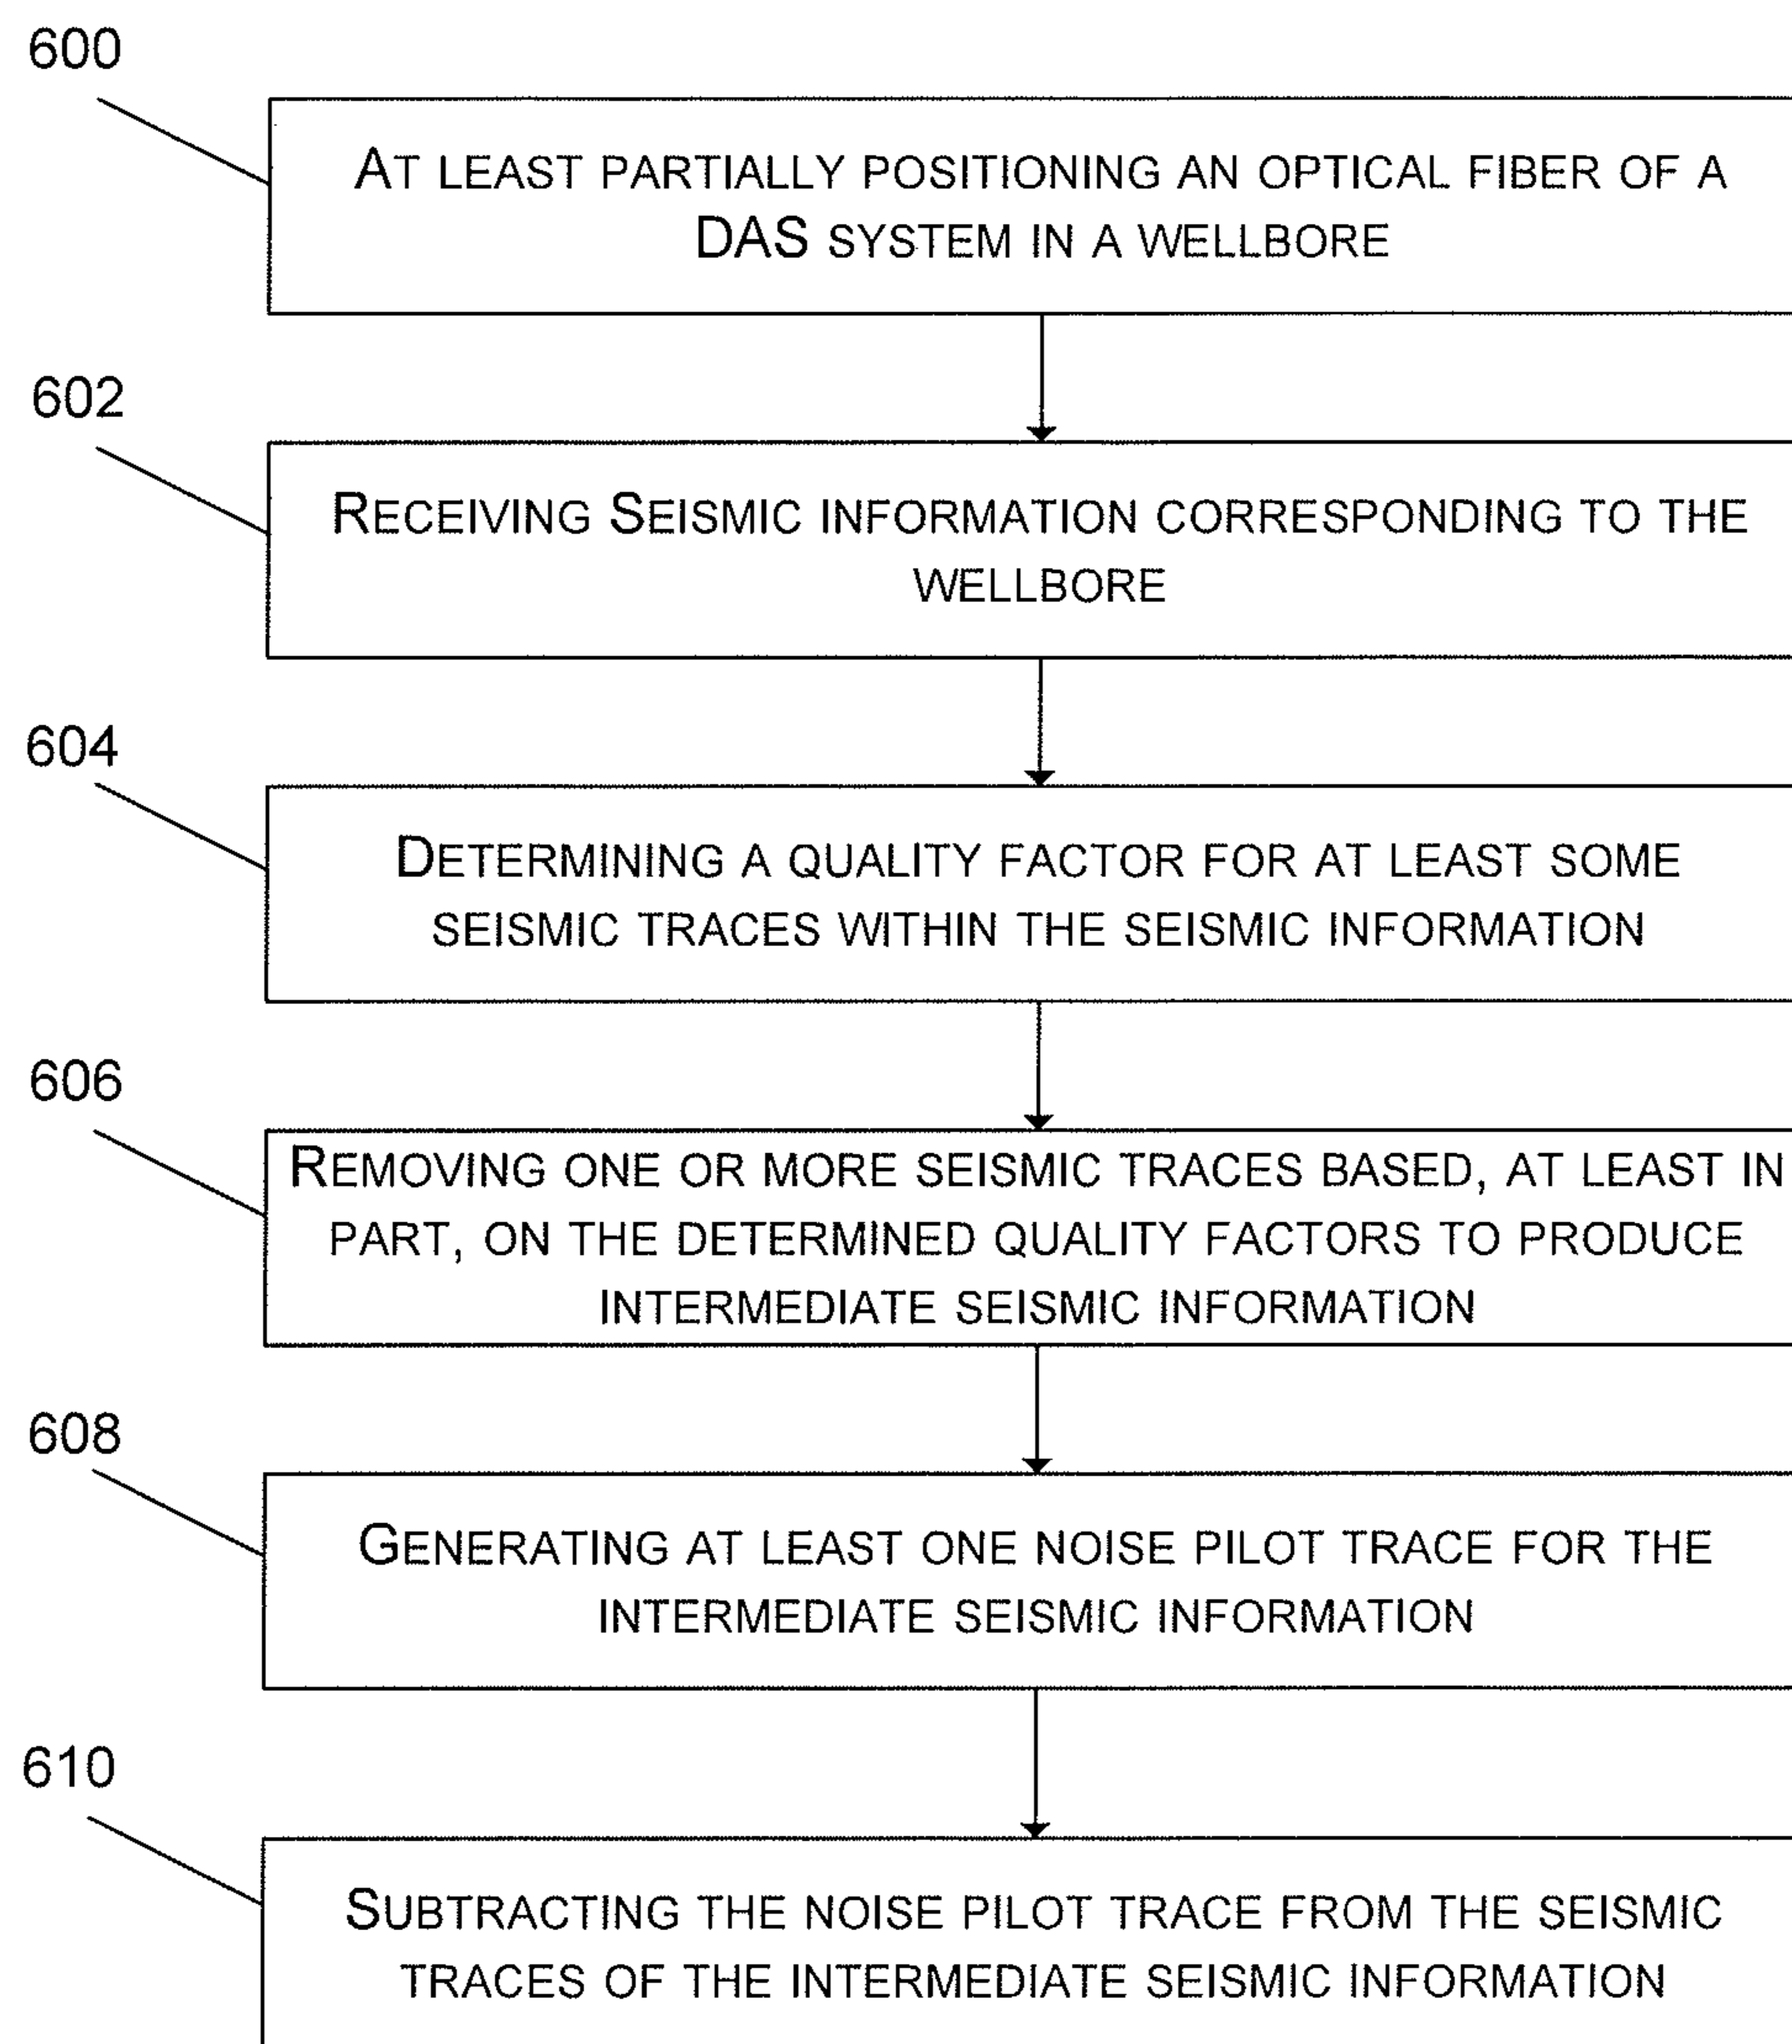 600
AT LEAST PARTIALLY POSITIONING AN OPTICAL FIBER OF A
DAS SYSTEM IN A WELLBORE
602
RECEIVING SEISMIC INFORMATION CORRESPONDING TO THE
WELLBORE
604
DETERMINING A QUALITY FACTOR FOR AT LEAST SOME
SEISMIC TRACES WITHIN THE SEISMIC INFORMATION
606
REMOVING ONE OR MORE SEISMIC TRACES BASED, AT LEAST IN
PART, ON THE DETERMINED QUALITY FACTORS TO PRODUCE
INTERMEDIATE SEISMIC INFORMATION
608
GENERATING AT LEAST ONE NOISE PILOT TRACE FOR THE
INTERMEDIATE SEISMIC INFORMATION
610
SUBTRACTING THE NOISE PILOT TRACE FROM THE SEISMIC
TRACES OF THE INTERMEDIATE SEISMIC INFORMATION